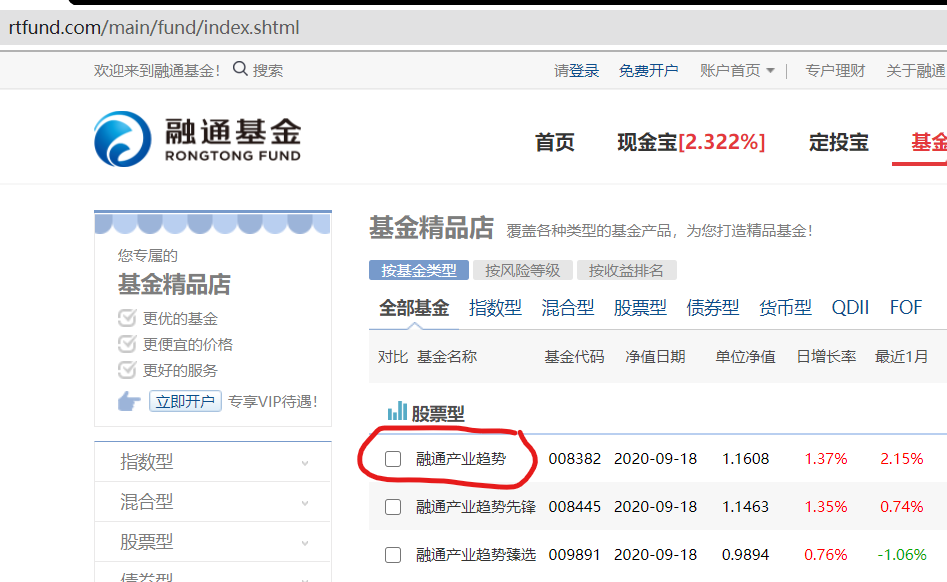 rtfund.com/main/fund/index.shtml
欢迎来到融通基金! 搜索 请登录 免费开户 账户首页 专户理财 关于融通
融通基金
RONGTONG FUND
首页 现金宝[2.322%] 定投宝 基金
您专属的
基金精品店
更优的基金
更便宜的价格
更好的服务
立即开户 专享VIP待遇!
指数型
混合型
股票型
债券型
基金精品店 覆盖各种类型的基金产品，为您打造精品基金!
按基金类型 按风险等级 按收益排名
全部基金 指数型 混合型 股票型 债券型 货币型 QDII FOF
对比 基金名称 基金代码 净值日期 单位净值 日增长率 最近1月
股票型
融通产业趋势 008382 2020-09-18 1.1608 1.37% 2.15%
融通产业趋势先锋 008445 2020-09-18 1.1463 1.35% 0.74%
融通产业趋势臻选 009891 2020-09-18 0.9894 0.76% -1.06%